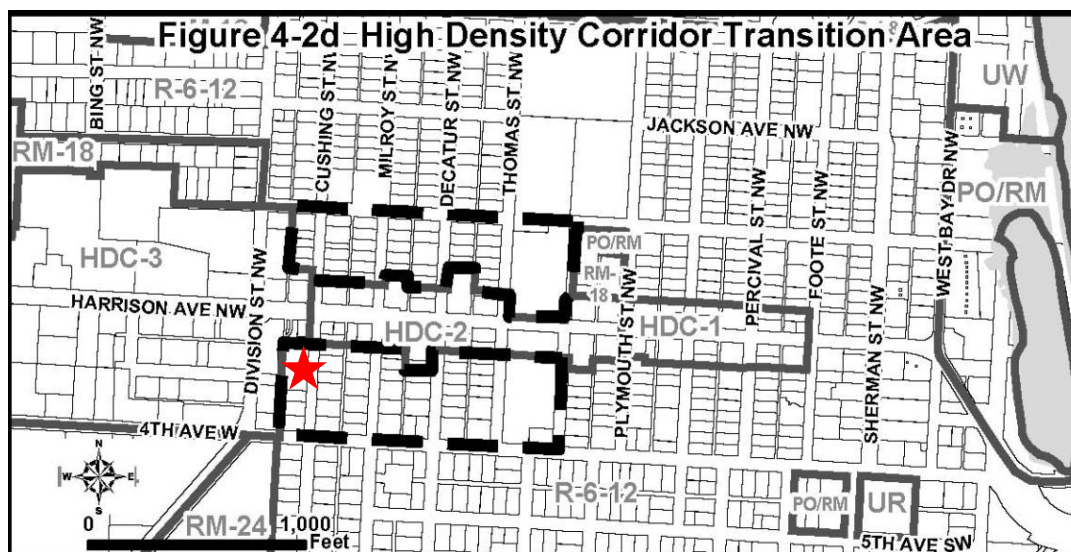 Figure 4-2d High Density Corridor Transition Area
BING ST NW
R-6-12
RM-18
CUSHING ST NW
MILROY ST NW
DECATUR ST NW
THOMAS ST NW
JACKSON AVE NW
UW
WEST BAY DR NW
PO/RM
HDC-3
HARRISON AVE NW
DIVISION ST NW
HDC-2
PO/RM
RM-
18
PLYMOUTH ST NW
HDC-1
PERCIVAL ST NW
FOOTE ST NW
SHERMAN ST NW
4TH AVE W
N
W
E
S
0
1,000
Feet
RM-24
R-6-12
PO/RM
UR
5TH AVE SW